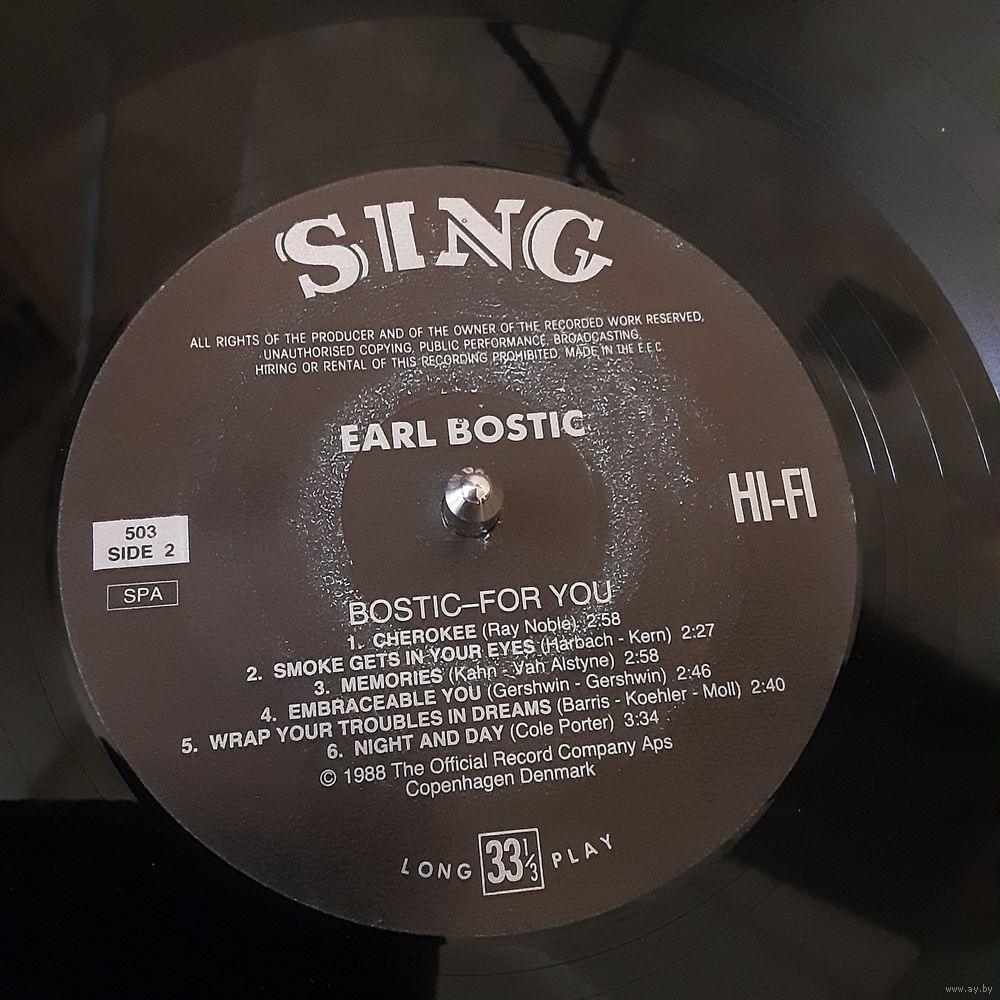 SING
ALL RIGHTS OF THE PRODUCER AND OF THE OWNER OF THE RECORDED WORK RESERVED,
UNAUTHORISED COPYING, PUBLIC PERFORMANCE, BROADCASTING,
HIRING OR RENTAL OF THIS RECORDING PROHIBITED. MADE IN THE E.E.C
EARL BOSTIC
HI-FI
503
SIDE 2
SPA
BOSTIC–FOR YOU
1. CHEROKEE (Ray Noble) 2:58
2. SMOKE GETS IN YOUR EYES (Harbach - Kern) 2:27
3. MEMORIES (Kahn - Van Alstyne) 2:58
4. EMBRACEABLE YOU (Gershwin - Gershwin) 2:46
5. WRAP YOUR TROUBLES IN DREAMS (Barris - Koehler - Moll) 2:40
6. NIGHT AND DAY (Cole Porter) 3:34
© 1988 The Official Record Company Aps
Copenhagen Denmark
LONG 33 1/3 PLAY
www.ay.by